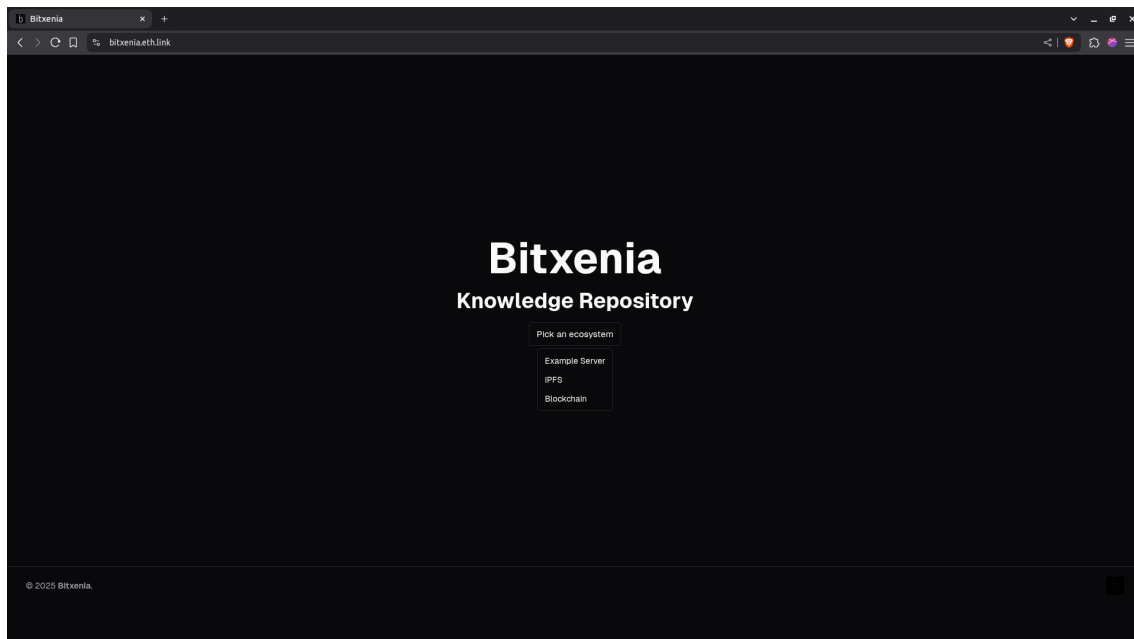 Bitxenia
bitxenia.eth.link
Bitxenia
Knowledge Repository
Pick an ecosystem
Example Server
IPFS
Blockchain
© 2025 Bitxenia.